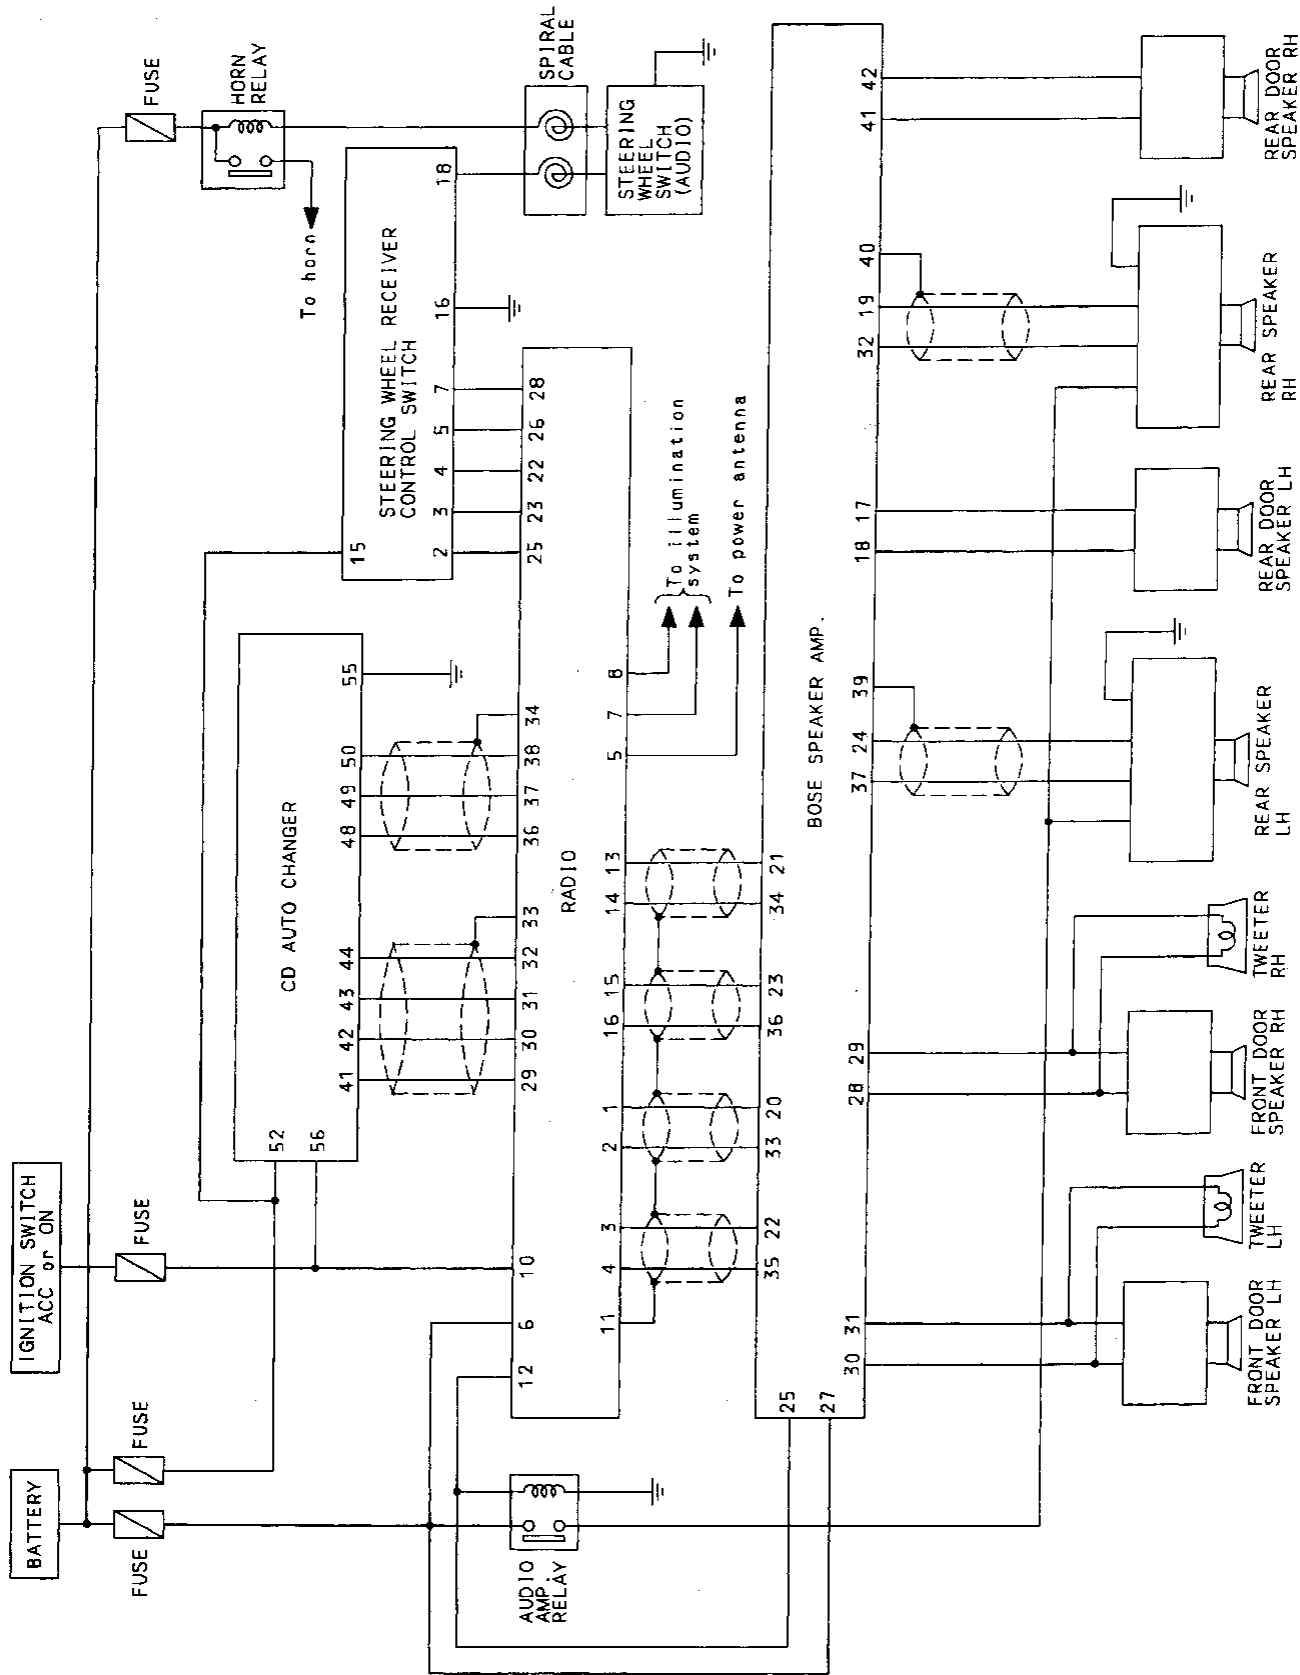 BATTERY
IGNITION SWITCH
ACC or ON
FUSE
FUSE
FUSE
FUSE
HORN
RELAY
To horn
SPIRAL
CABLE
STEERING
WHEEL
SWITCH
(AUDIO)
STEERING WHEEL RECEIVER
CONTROL SWITCH
15
18
2
3
4
5
7
16
CD AUTO CHANGER
52
56
41
42
43
44
48
49
50
55
RADIO
12
6
10
29
30
31
32
33
36
37
38
34
25
23
22
26
28
11
4
3
2
1
16
15
14
13
5
7
8
To illumination
system
To power antenna
AUDIO
AMP.
RELAY
BOSE SPEAKER AMP.
25
27
35
22
33
20
36
23
34
21
30
31
28
29
37
24
39
18
17
32
19
40
41
42
FRONT DOOR
SPEAKER LH
TWEETER
LH
FRONT DOOR
SPEAKER RH
TWEETER
RH
REAR SPEAKER
LH
REAR DOOR
SPEAKER LH
REAR SPEAKER
RH
REAR DOOR
SPEAKER RH